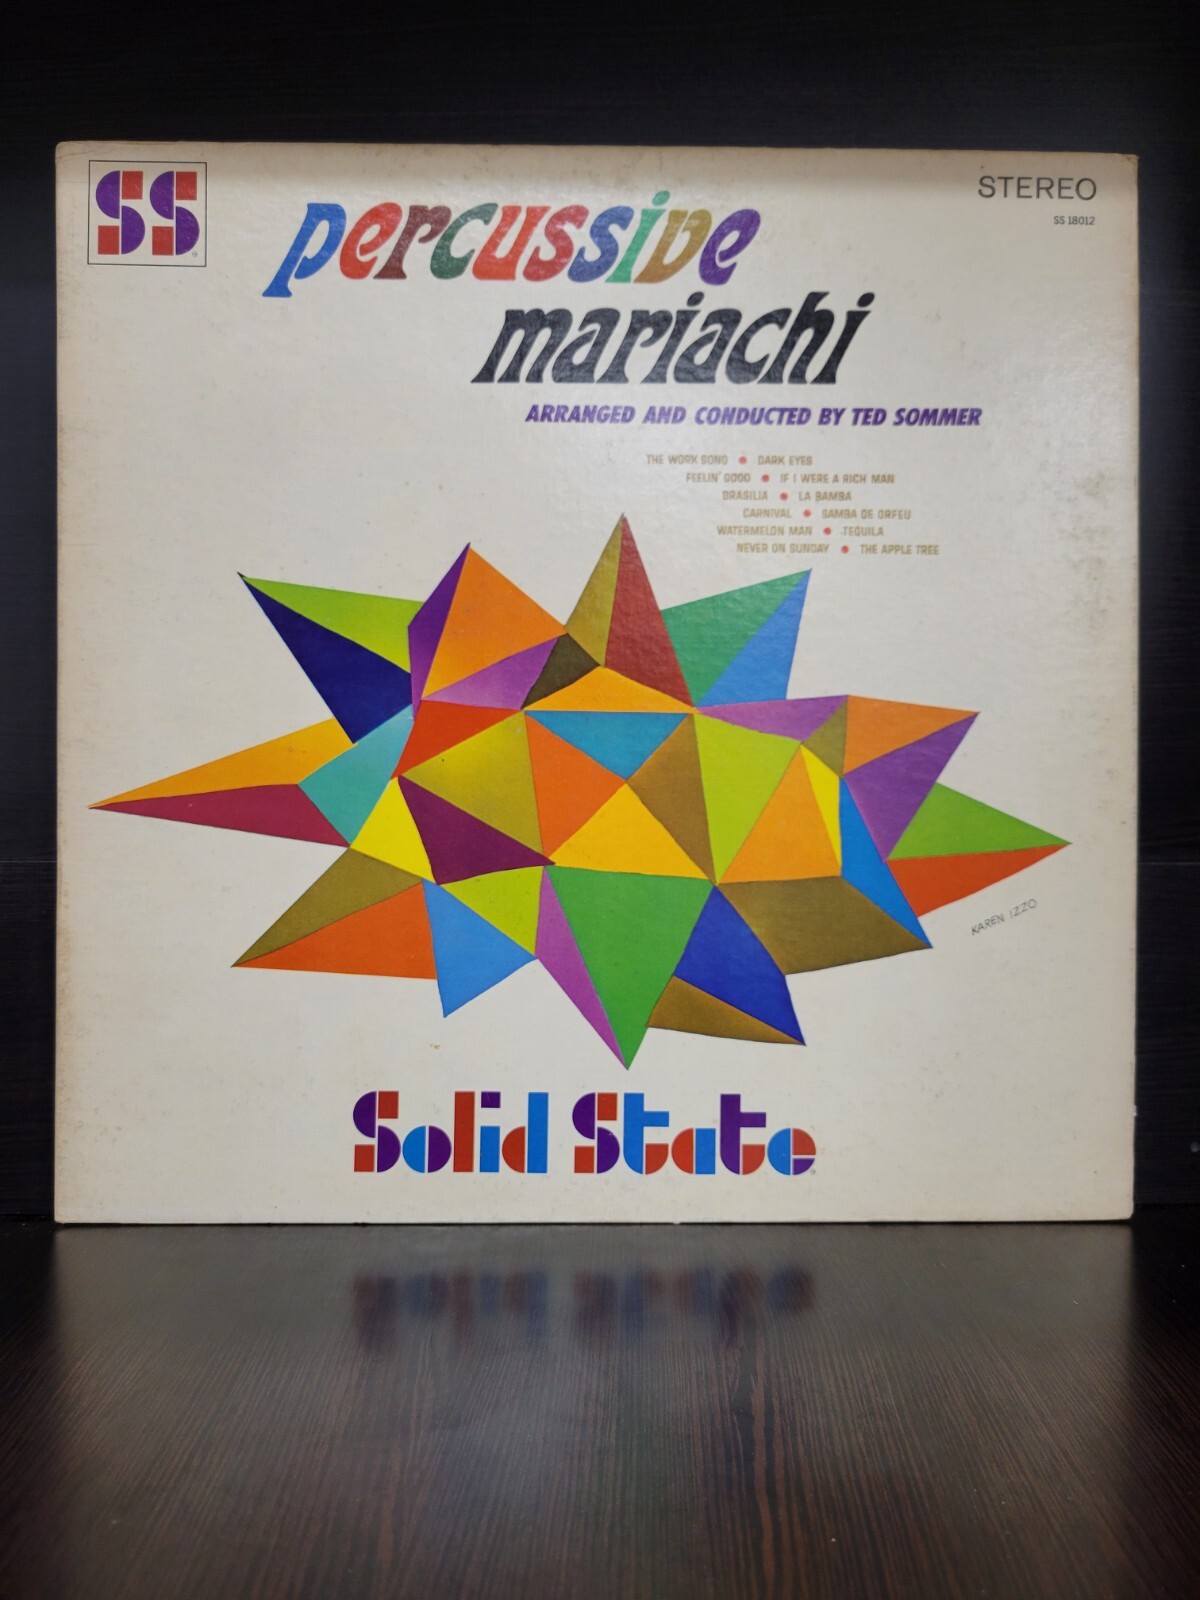 SS
STEREO
SS 18012
percussive
mariachi
ARRANGED AND CONDUCTED BY TED SOMMER
THE WORK SONG • DARK EYES
FEELIN' GOOD • IF I WERE A RICH MAN
BRASILIA • LA BAMBA
CARNIVAL • SAMBA DE ORFEU
WATERMELON MAN • TEQUILA
NEVER ON SUNDAY • THE APPLE TREE
KAREN IZZO
Solid State